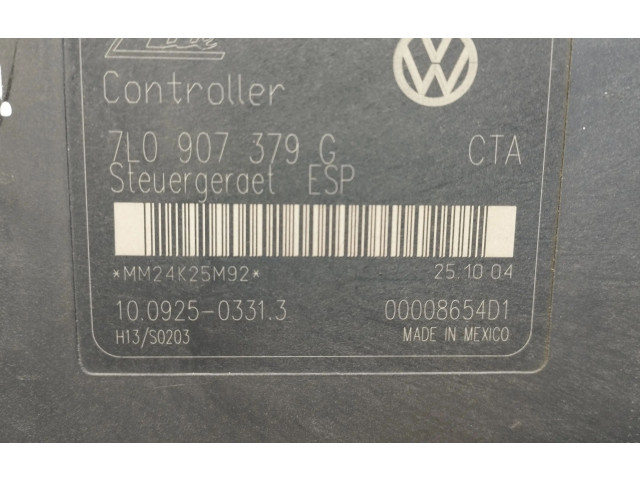 Controller
7L0 907 379 G CTA
Steuergeraet ESP
*MM24K25M92* 25.10.04
10.0925-0331.3 00008654D1
H13/S0203 MADE IN MEXICO